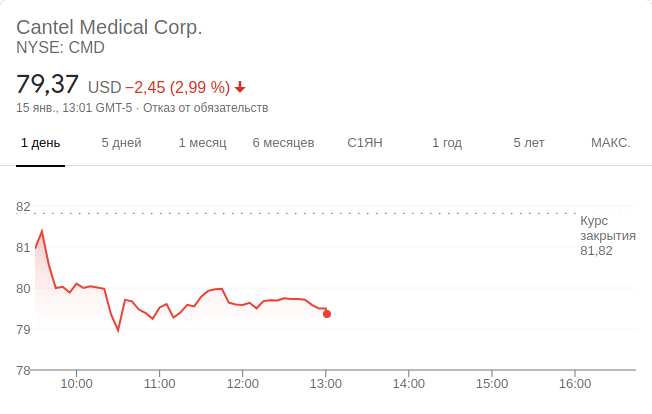 Cantel Medical Corp.
NYSE: CMD
79,37 USD −2,45 (2,99 %)
15 янв., 13:01 GMT-5 · Отказ от обязательств
1 день 5 дней 1 месяц 6 месяцев С1ЯН 1 год 5 лет МАКС.
82
Курс
закрытия
81,82
81
80
79
78
10:00 11:00 12:00 13:00 14:00 15:00 16:00